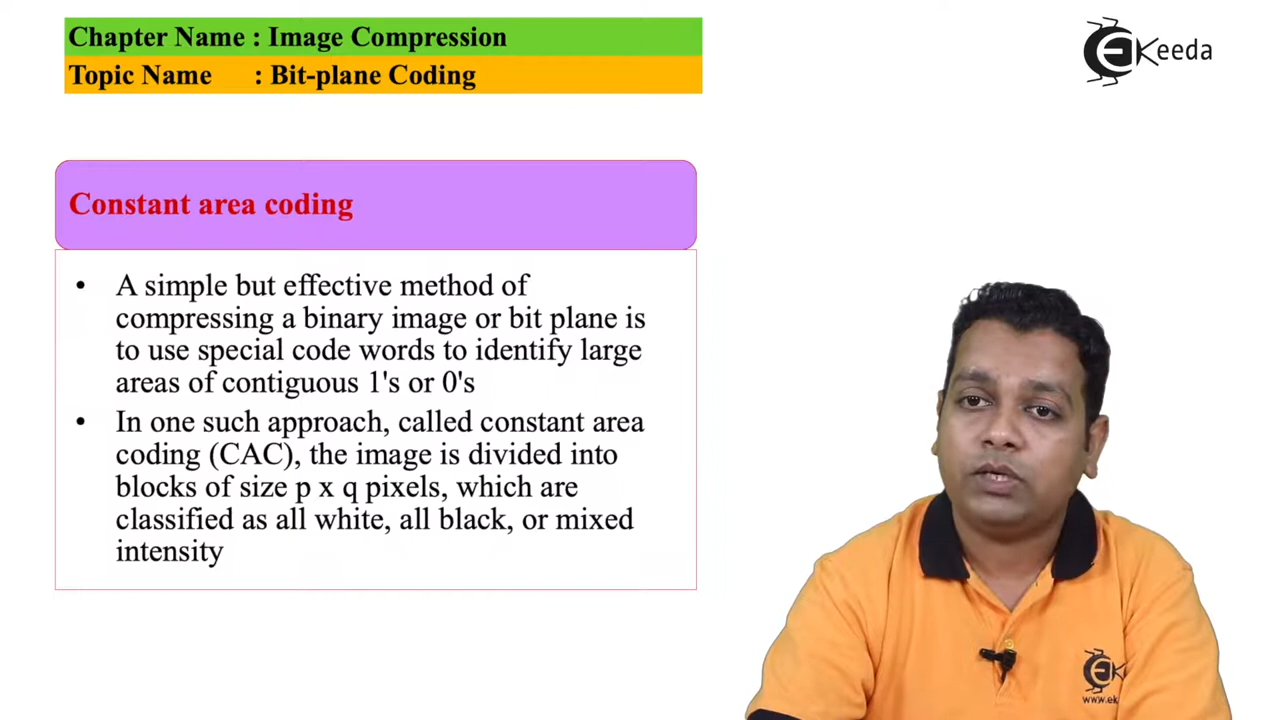 Chapter Name : Image Compression
Topic Name : Bit-plane Coding
EKeeda
Constant area coding
• A simple but effective method of
compressing a binary image or bit plane is
to use special code words to identify large
areas of contiguous 1's or 0's
• In one such approach, called constant area
coding (CAC), the image is divided into
blocks of size p x q pixels, which are
classified as all white, all black, or mixed
intensity